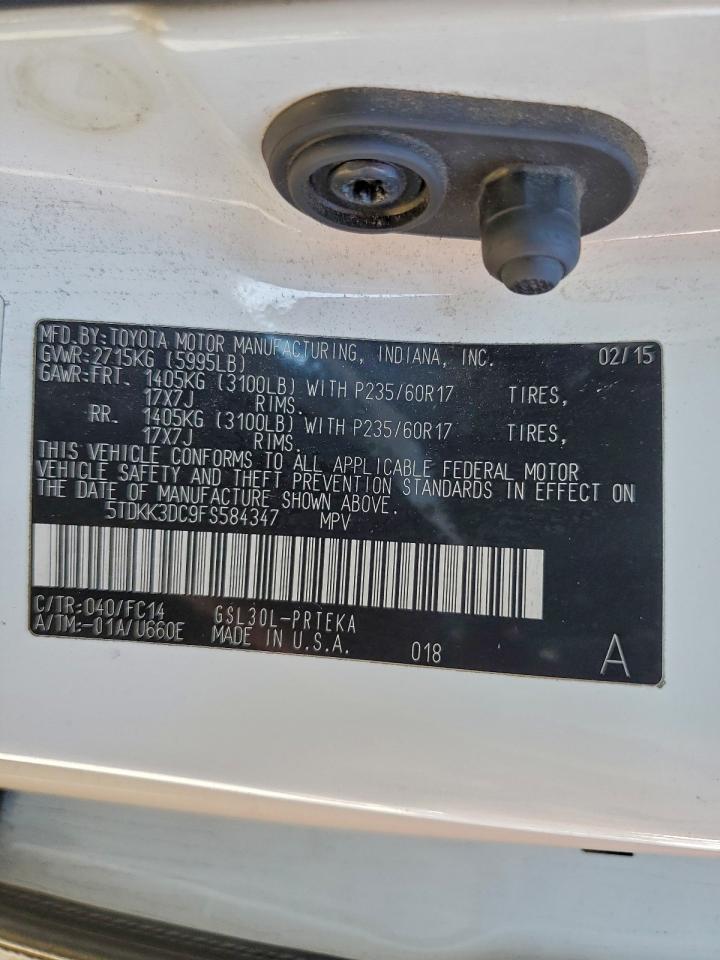 MFD.BY:TOYOTA MOTOR MANUFACTURING, INDIANA, INC. 02/15
GVWR:2715KG (5995LB)
GAWR-FRT. 1405KG (3100LB) WITH P235/60R17 TIRES,
17X7J RIMS.
RR. 1405KG (3100LB) WITH P235/60R17 TIRES,
17X7J RIMS.
THIS VEHICLE CONFORMS TO ALL APPLICABLE FEDERAL MOTOR
VEHICLE SAFETY AND THEFT PREVENTION STANDARDS IN EFFECT ON
THE DATE OF MANUFACTURE SHOWN ABOVE.
5TDKK3DC9FS584347 MPV
C/TR:040/FC14 GSL30L-PRTEKA
A/TM:-01A/U660E MADE IN U.S.A. 018 A